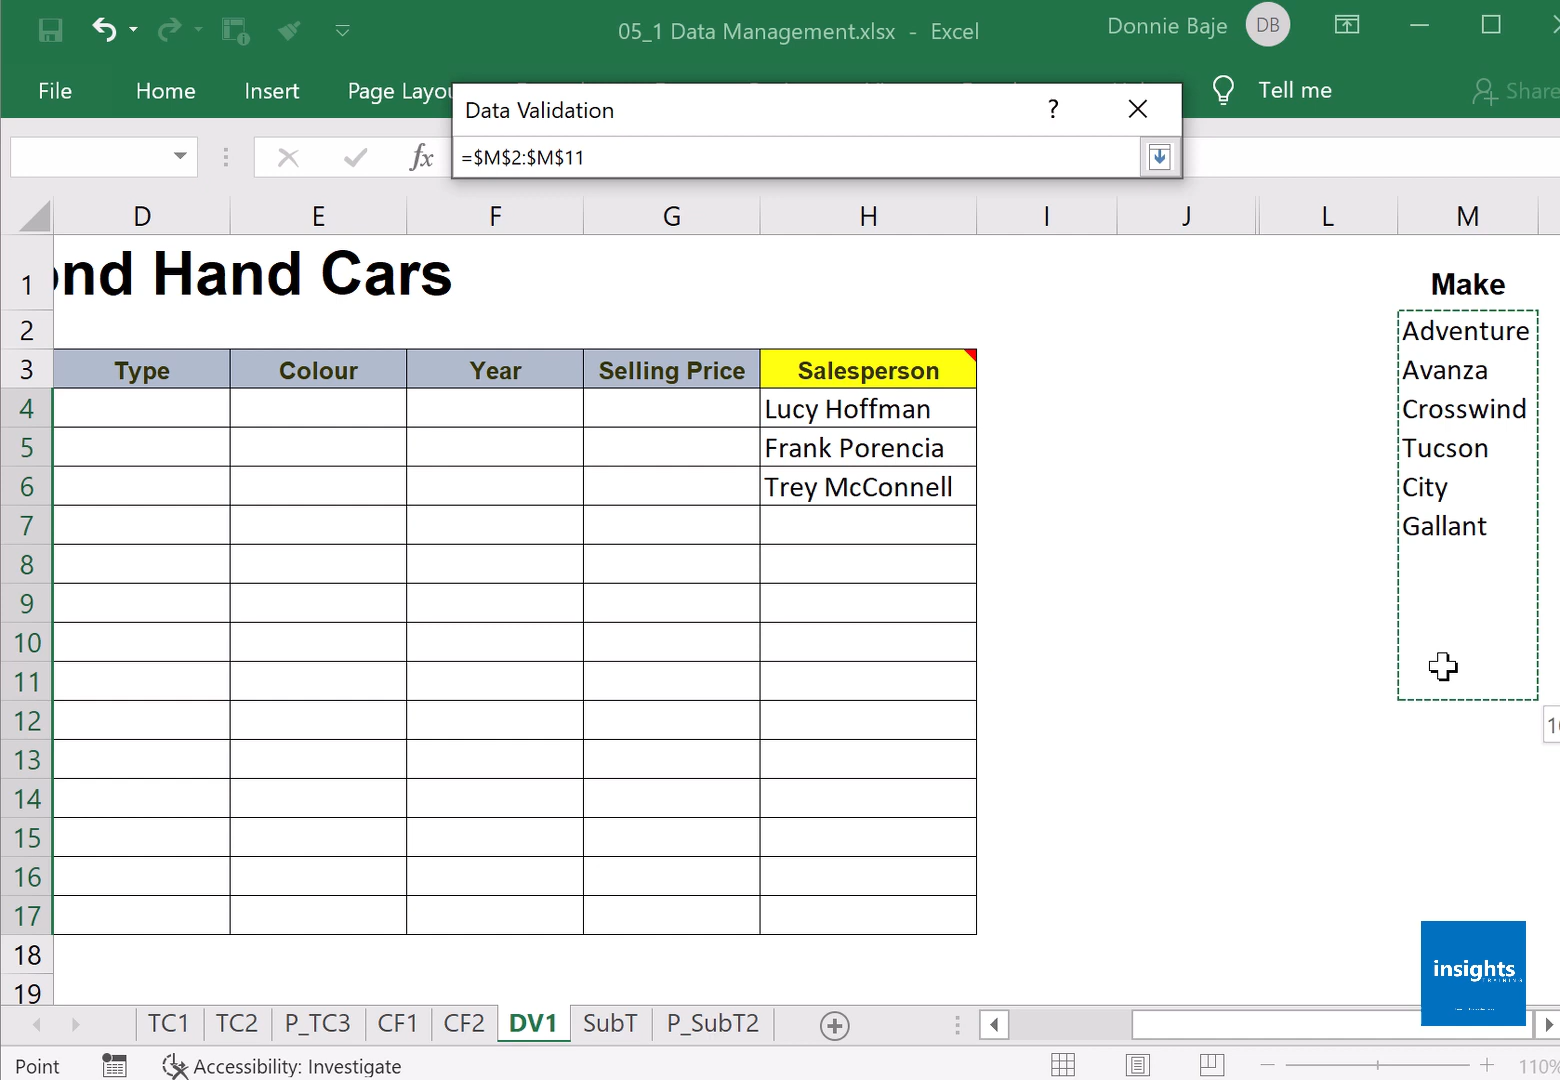 05_1 Data Management.xlsx - Excel
Donnie Baje
DB
File Home Insert Page Layou
Tell me
Share
Data Validation
?
=$M$2:$M$11
fx
D E F G H I J L M
1 ond Hand Cars Make
2 Adventure
3 Type Colour Year Selling Price Salesperson Avanza
4 Lucy Hoffman Crosswind
5 Frank Porencia Tucson
6 Trey McConnell City
7 Gallant
8
9
10
11
12
13
14
15
16
17
18
19
insights
TC1 TC2 P_TC3 CF1 CF2 DV1 SubT P_SubT2
Point
Accessibility: Investigate
110%